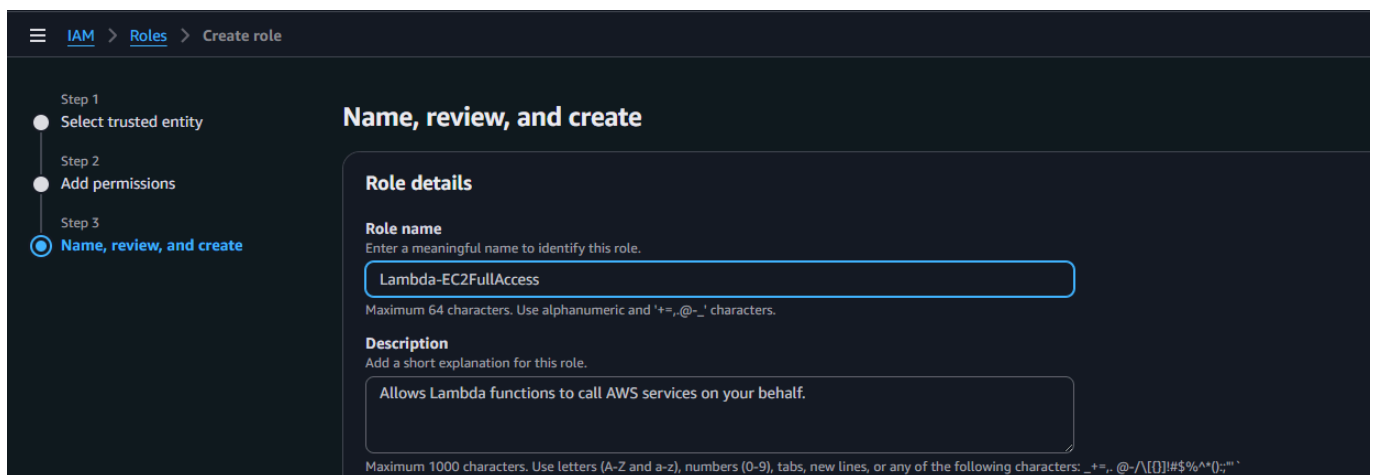 IAM > Roles > Create role
Step 1
Select trusted entity
Step 2
Add permissions
Step 3
Name, review, and create
Name, review, and create
Role details
Role name
Enter a meaningful name to identify this role.
Lambda-EC2FullAccess
Maximum 64 characters. Use alphanumeric and '+=,.@-_' characters.
Description
Add a short explanation for this role.
Allows Lambda functions to call AWS services on your behalf.
Maximum 1000 characters. Use letters (A-Z and a-z), numbers (0-9), tabs, new lines, or any of the following characters: _+=,. @-/\[{}]!#$%^*();:"'`